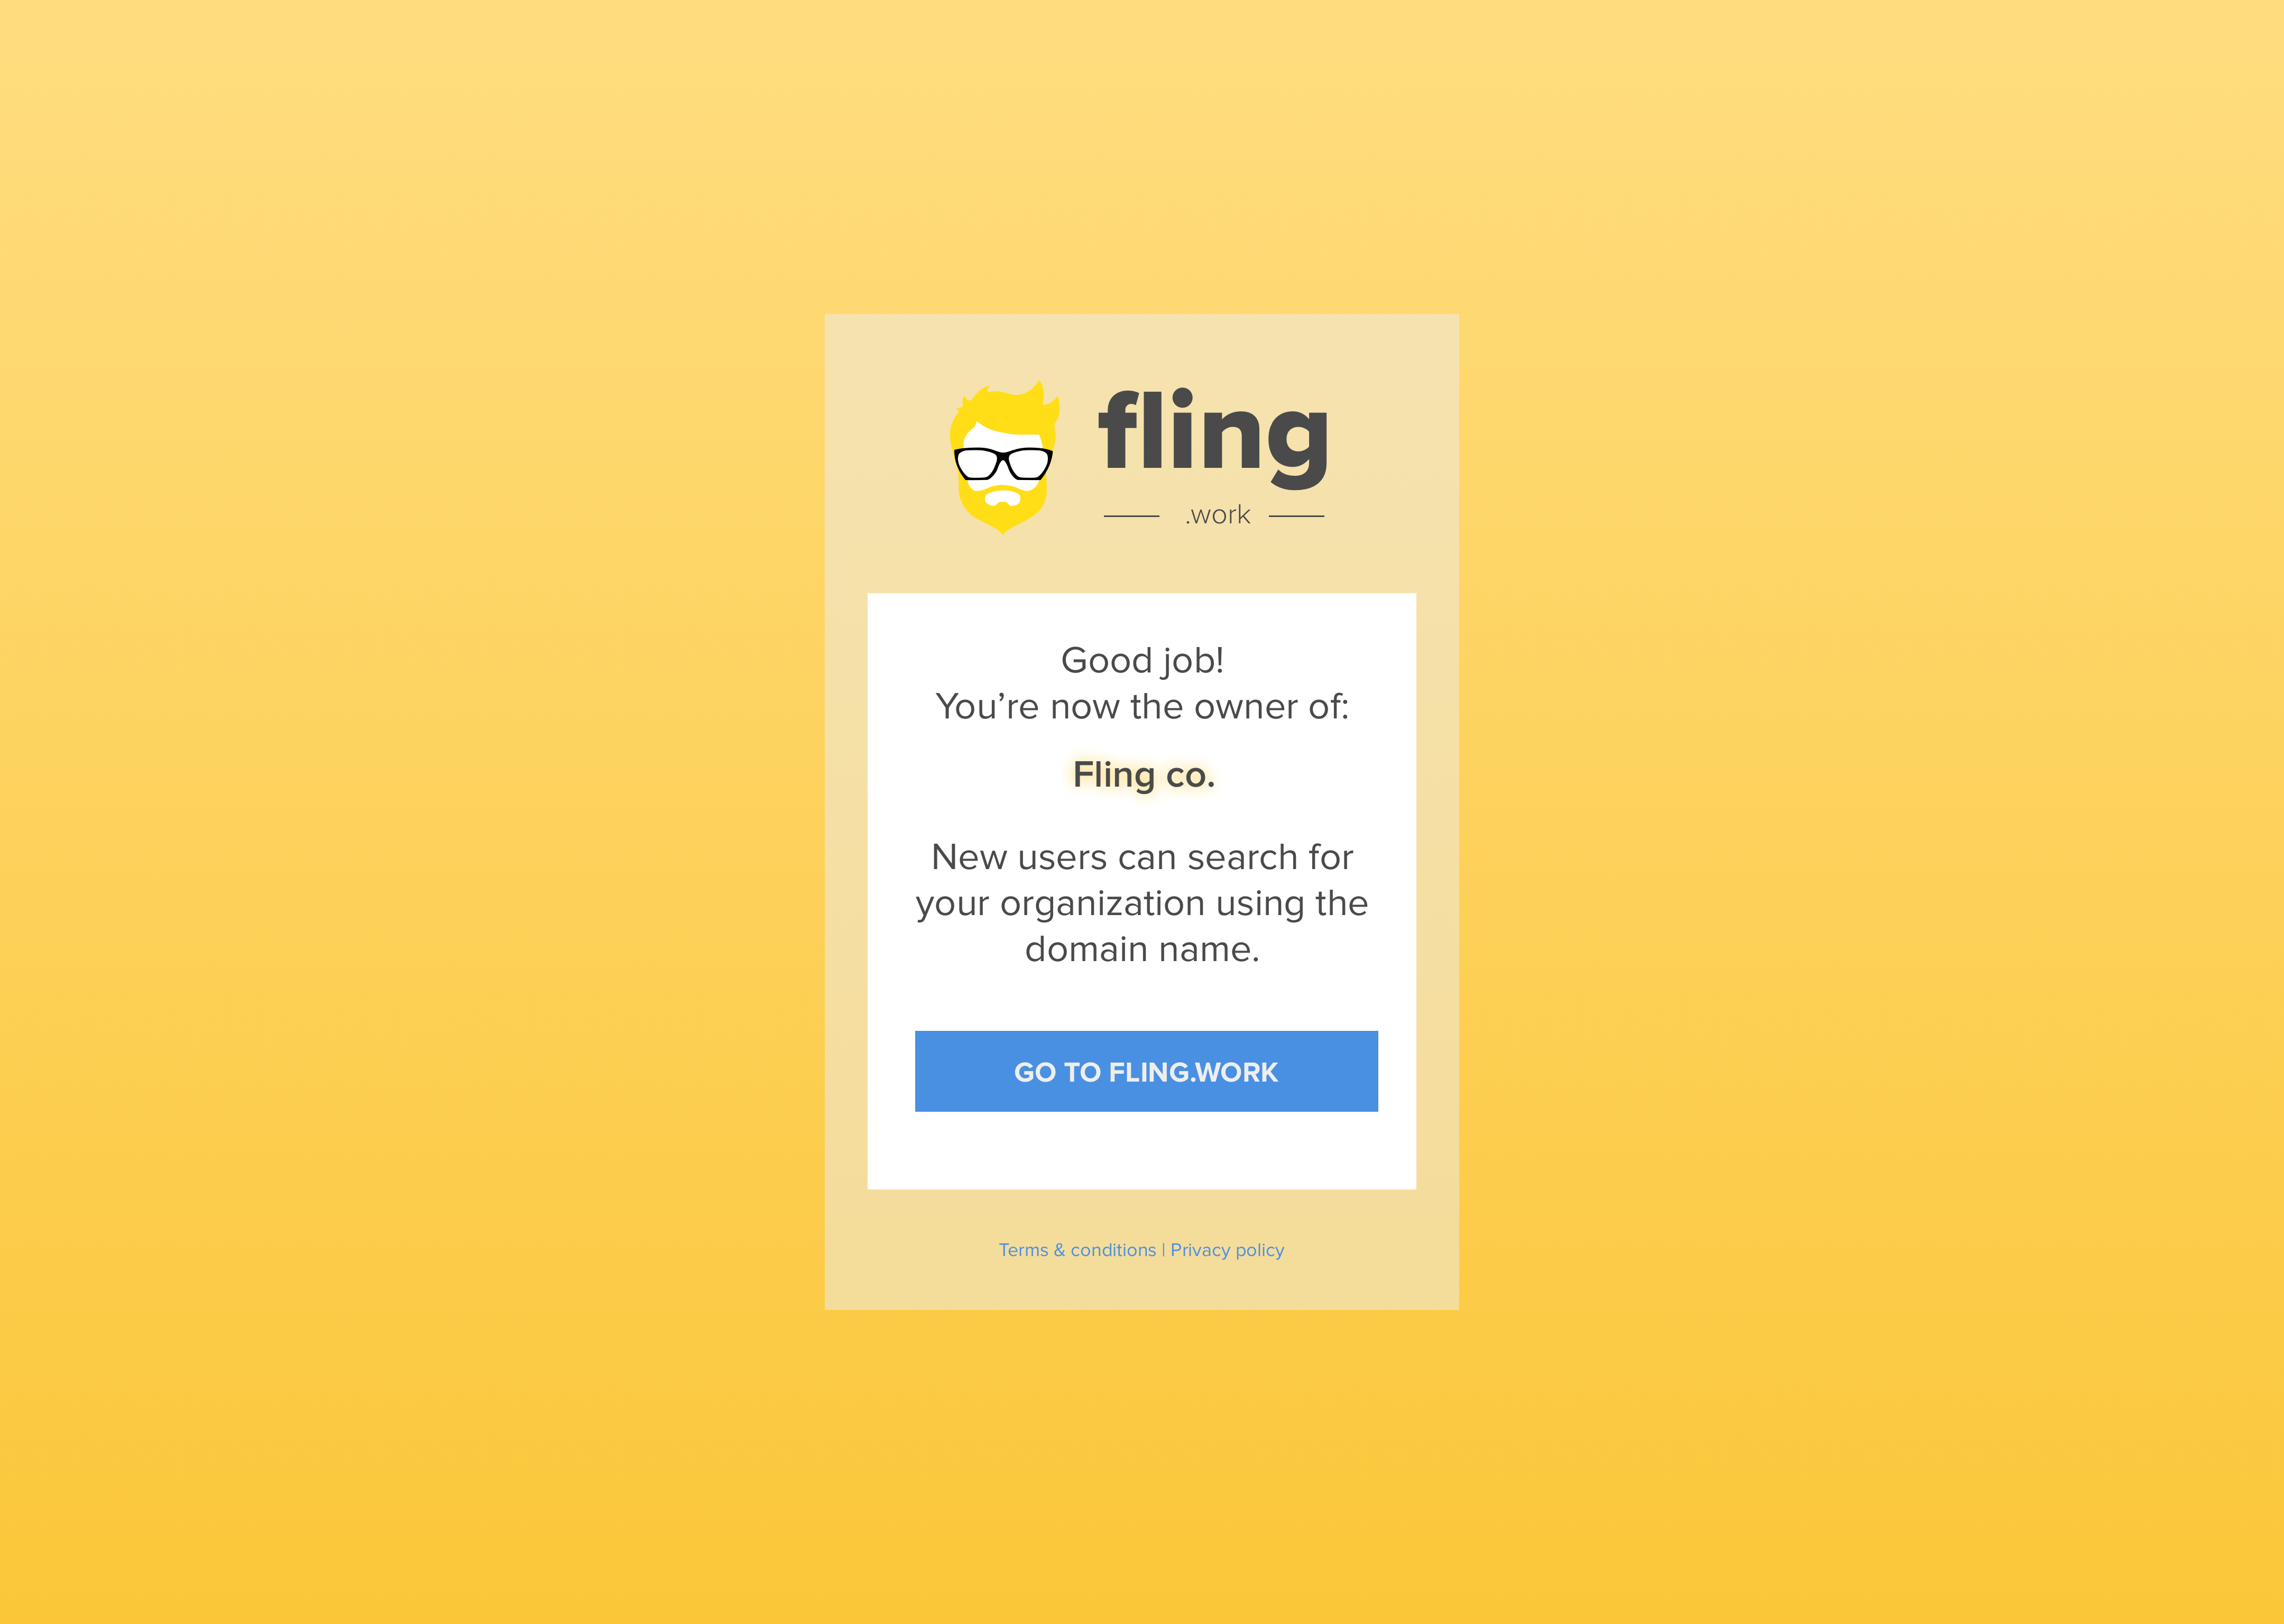 fling
.work
Good job!
You’re now the owner of:
Fling co.
New users can search for
your organization using the
domain name.
GO TO FLING.WORK
Terms & conditions | Privacy policy